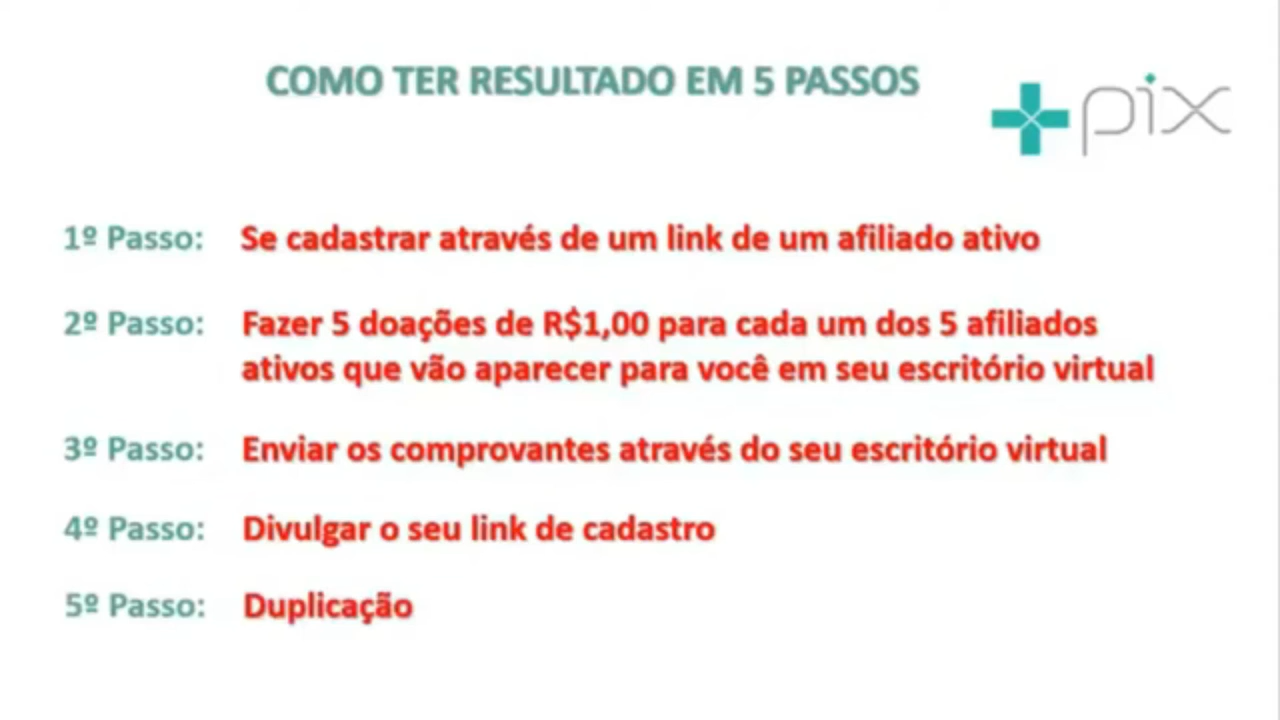 COMO TER RESULTADO EM 5 PASSOS
pix
1º Passo: Se cadastrar através de um link de um afiliado ativo
2º Passo: Fazer 5 doações de R$1,00 para cada um dos 5 afiliados
ativos que vão aparecer para você em seu escritório virtual
3º Passo: Enviar os comprovantes através do seu escritório virtual
4º Passo: Divulgar o seu link de cadastro
5º Passo: Duplicação